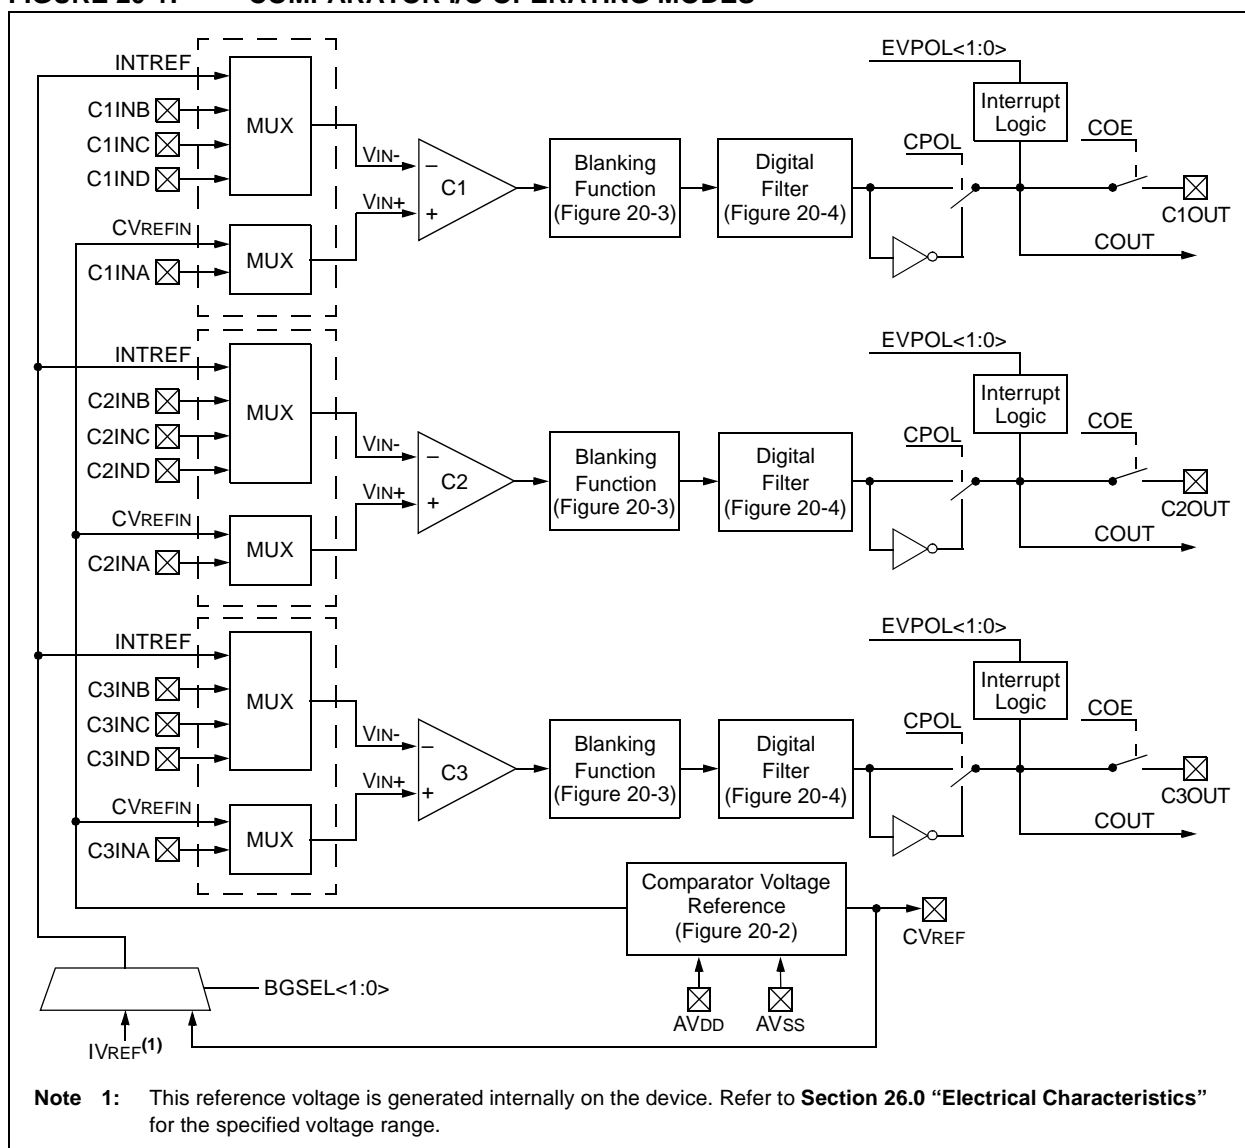 FIGURE 20-1: COMPARATOR I/O OPERATING MODES
INTREF
C1INB
C1INC
C1IND
MUX
CVREFIN
C1INA
MUX
VIN-
VIN+
–
C1
+
Blanking
Function
(Figure 20-3)
Digital
Filter
(Figure 20-4)
EVPOL<1:0>
Interrupt
Logic
CPOL
COE
C1OUT
COUT
INTREF
C2INB
C2INC
C2IND
MUX
CVREFIN
C2INA
MUX
VIN-
VIN+
–
C2
+
Blanking
Function
(Figure 20-3)
Digital
Filter
(Figure 20-4)
EVPOL<1:0>
Interrupt
Logic
CPOL
COE
C2OUT
COUT
INTREF
C3INB
C3INC
C3IND
MUX
CVREFIN
C3INA
MUX
VIN-
VIN+
–
C3
+
Blanking
Function
(Figure 20-3)
Digital
Filter
(Figure 20-4)
EVPOL<1:0>
Interrupt
Logic
CPOL
COE
C3OUT
COUT
Comparator Voltage
Reference
(Figure 20-2)
CVREF
AVDD
AVSS
BGSEL<1:0>
IVREF(1)
Note 1: This reference voltage is generated internally on the device. Refer to Section 26.0 “Electrical Characteristics”
for the specified voltage range.